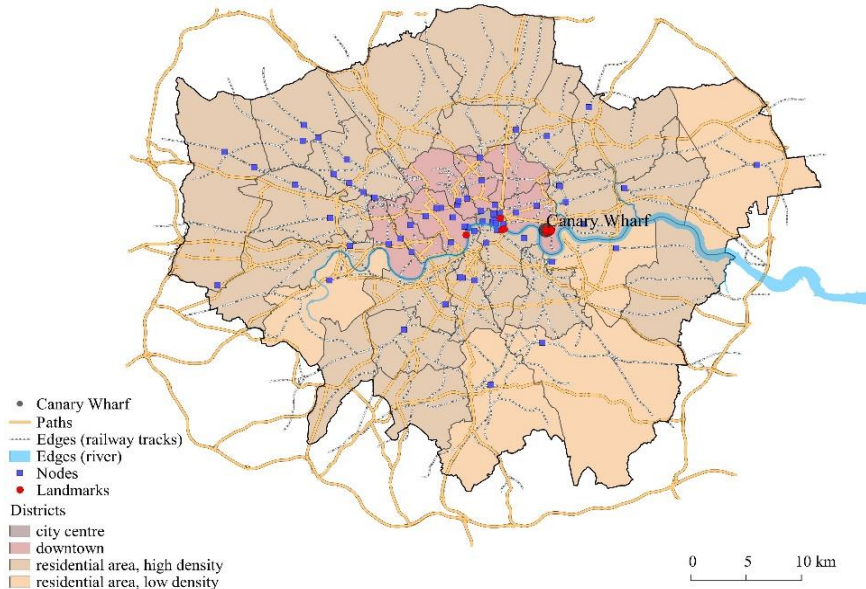 Canary Wharf
Canary Wharf
Paths
Edges (railway tracks)
Edges (river)
Nodes
Landmarks
Districts
city centre
downtown
residential area, high density
residential area, low density
0 5 10 km